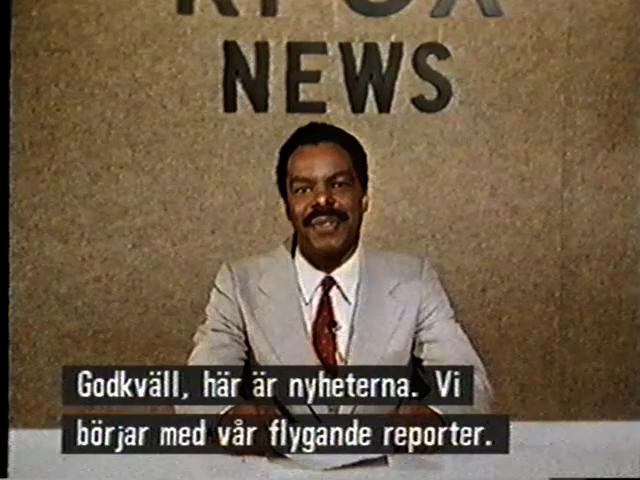 NEWS
Godkväll, här är nyheterna. Vi
börjar med vår flygande reporter.